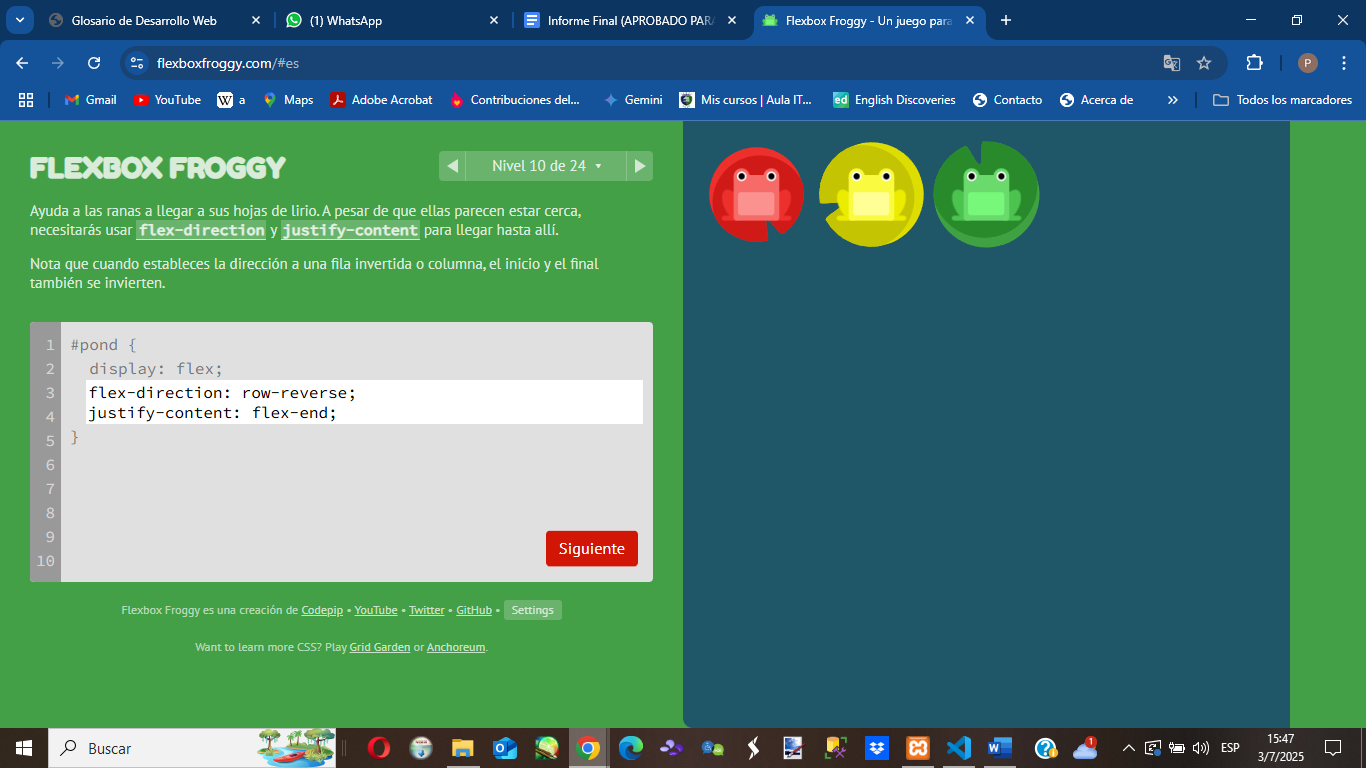 Glosario de Desarrollo Web
(1) WhatsApp
Informe Final (APROBADO PARA
Flexbox Froggy - Un juego para
flexboxfroggy.com/#es
P
Gmail
YouTube
W
a
Maps
Adobe Acrobat
Contribuciones del...
Gemini
Mis cursos | Aula IT...
ed
English Discoveries
Contacto
Acerca de
Todos los marcadores
FLEXBOX FROGGY
Nivel 10 de 24
Ayuda a las ranas a llegar a sus hojas de lirio. A pesar de que ellas parecen estar cerca,
necesitarás usar flex-direction y justify-content para llegar hasta allí.
Nota que cuando estableces la dirección a una fila invertida o columna, el inicio y el final
también se invierten.
1 #pond {
2 display: flex;
3 flex-direction: row-reverse;
4 justify-content: flex-end;
5 }
6
7
8
9
10
Siguiente
Flexbox Froggy es una creación de Codepip • YouTube • Twitter • GitHub • Settings
Want to learn more CSS? Play Grid Garden or Anchoreum.
Buscar
1
ESP
15:47
3/7/2025